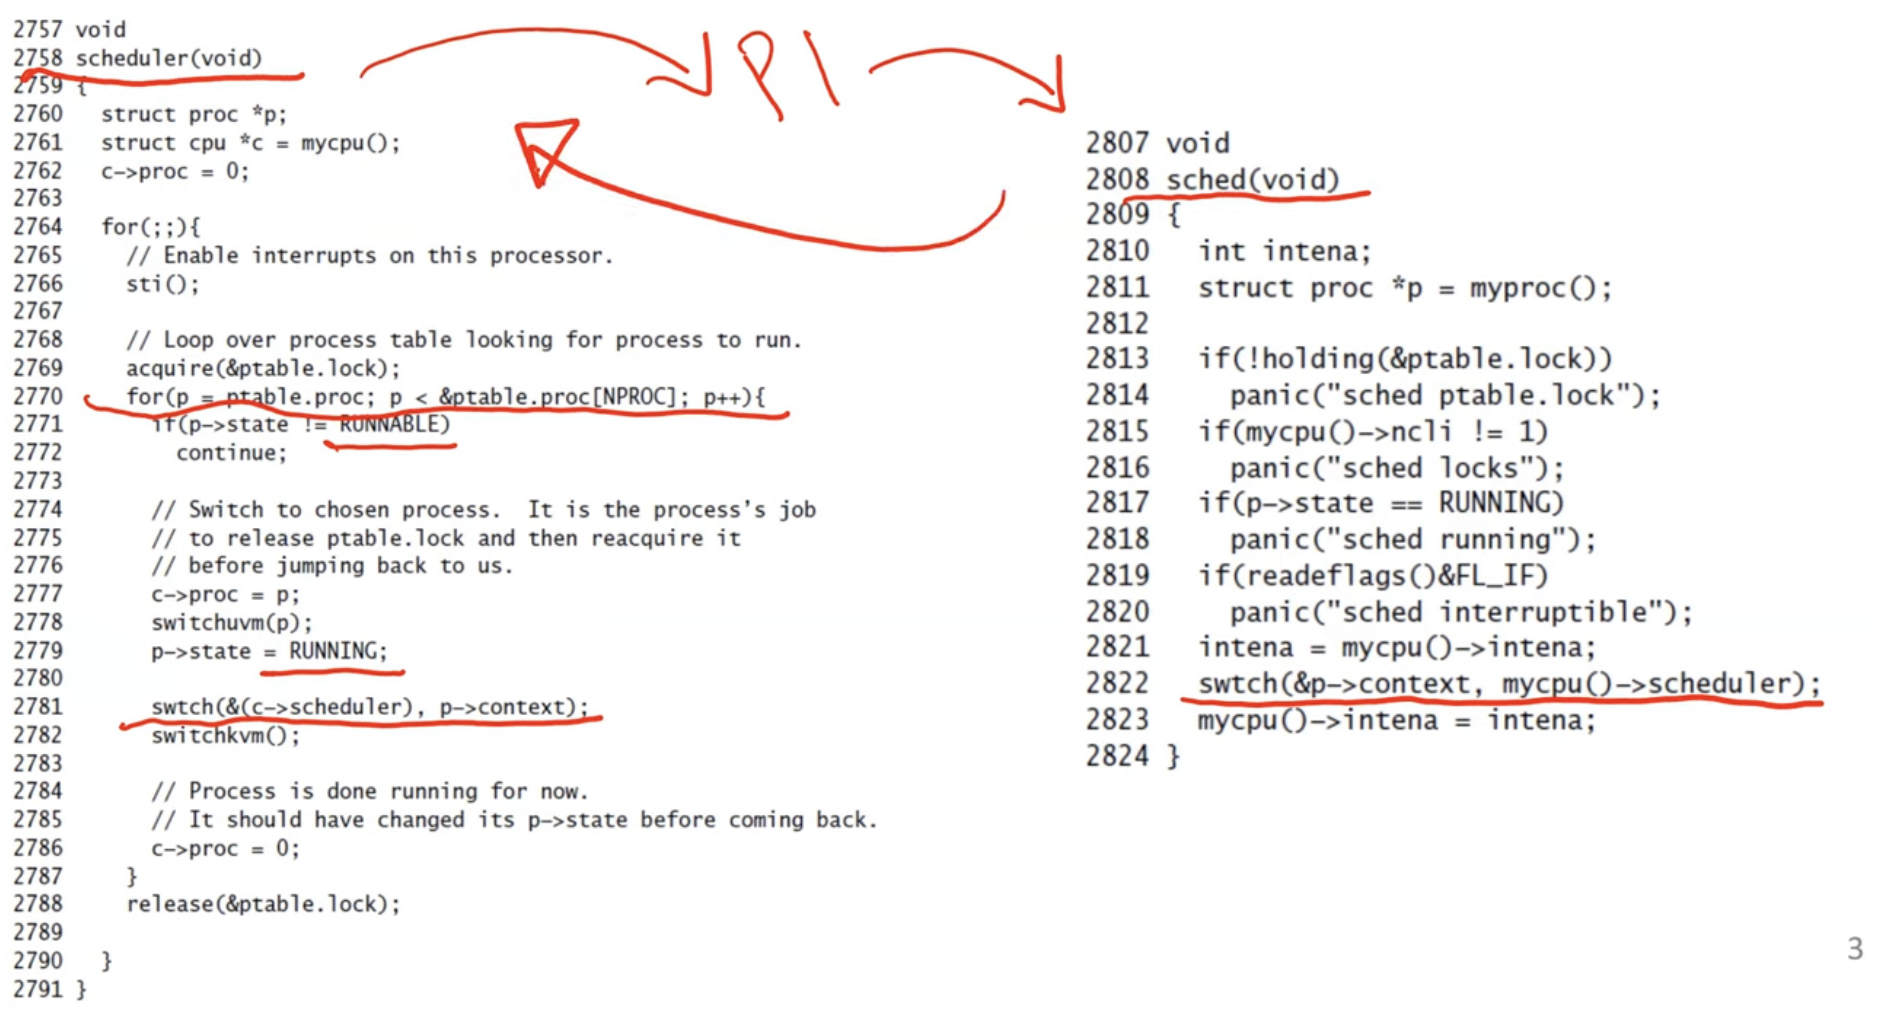 2757 void
2758 scheduler(void)
2759 {
2760   struct proc *p;
2761   struct cpu *c = mycpu();
2762   c->proc = 0;
2763
2764   for(;;){
2765     // Enable interrupts on this processor.
2766     sti();
2767
2768     // Loop over process table looking for process to run.
2769     acquire(&ptable.lock);
2770     for(p = ptable.proc; p < &ptable.proc[NPROC]; p++){
2771       if(p->state != RUNNABLE)
2772         continue;
2773
2774       // Switch to chosen process.  It is the process's job
2775       // to release ptable.lock and then reacquire it
2776       // before jumping back to us.
2777       c->proc = p;
2778       switchuvm(p);
2779       p->state = RUNNING;
2780
2781       swtch(&(c->scheduler), p->context);
2782       switchkvm();
2783
2784       // Process is done running for now.
2785       // It should have changed its p->state before coming back.
2786       c->proc = 0;
2787     }
2788     release(&ptable.lock);
2789
2790   }
2791 }
P1
2807 void
2808 sched(void)
2809 {
2810   int intena;
2811   struct proc *p = myproc();
2812
2813   if(!holding(&ptable.lock))
2814     panic("sched ptable.lock");
2815   if(mycpu()->ncli != 1)
2816     panic("sched locks");
2817   if(p->state == RUNNING)
2818     panic("sched running");
2819   if(readeflags()&FL_IF)
2820     panic("sched interruptible");
2821   intena = mycpu()->intena;
2822   swtch(&p->context, mycpu()->scheduler);
2823   mycpu()->intena = intena;
2824 }
3